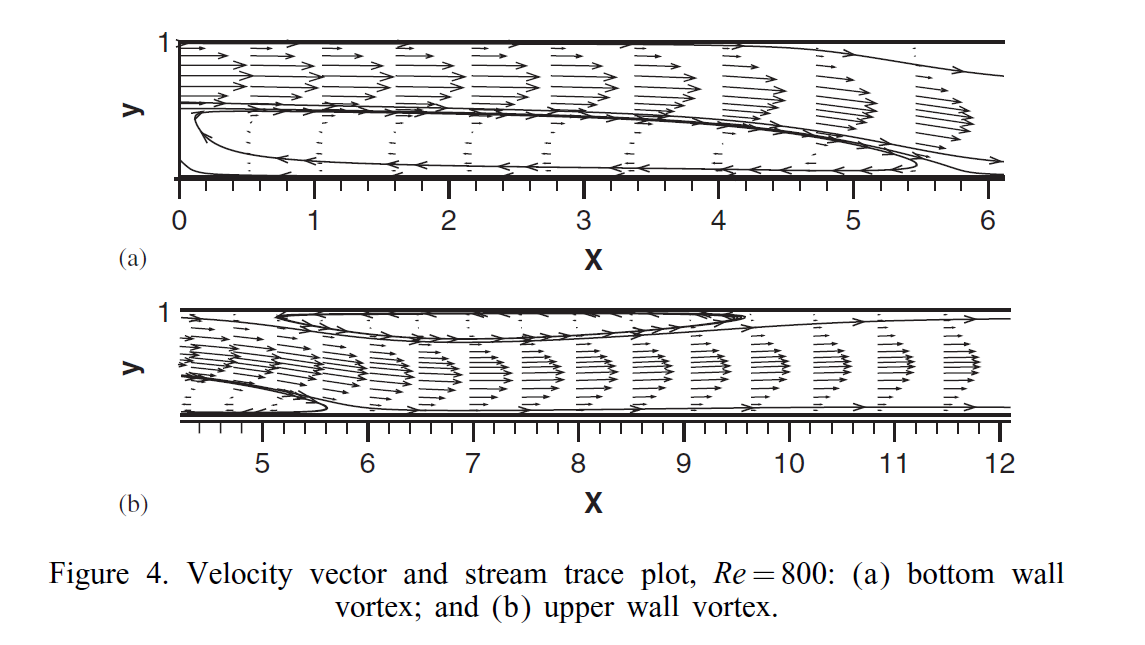 1
y
0 1 2 3 4 5 6
(a)
X
1
y
5 6 7 8 9 10 11 12
(b)
X
Figure 4. Velocity vector and stream trace plot, Re = 800: (a) bottom wall
vortex; and (b) upper wall vortex.